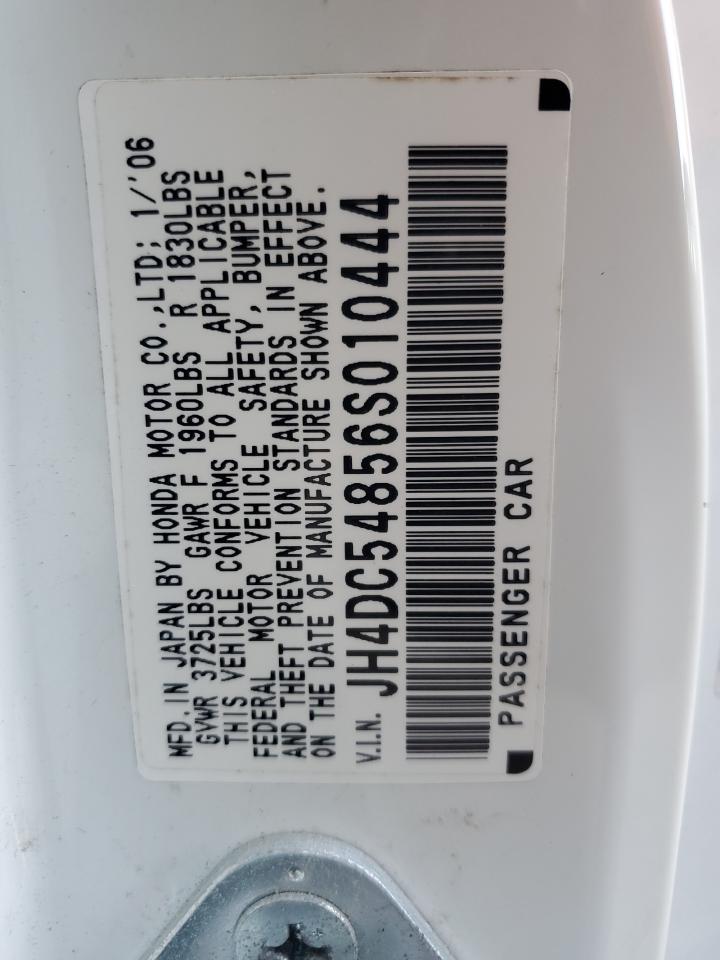 MFD. IN JAPAN BY HONDA MOTOR CO.,LTD; 1/'06
GVWR 3725LBS GAWR F 1960LBS R 1830LBS
THIS VEHICLE CONFORMS TO ALL APPLICABLE
FEDERAL MOTOR VEHICLE SAFETY, BUMPER,
AND THEFT PREVENTION STANDARDS IN EFFECT
ON THE DATE OF MANUFACTURE SHOWN ABOVE.
V.I.N. JH4DC54856S010444
PASSENGER CAR